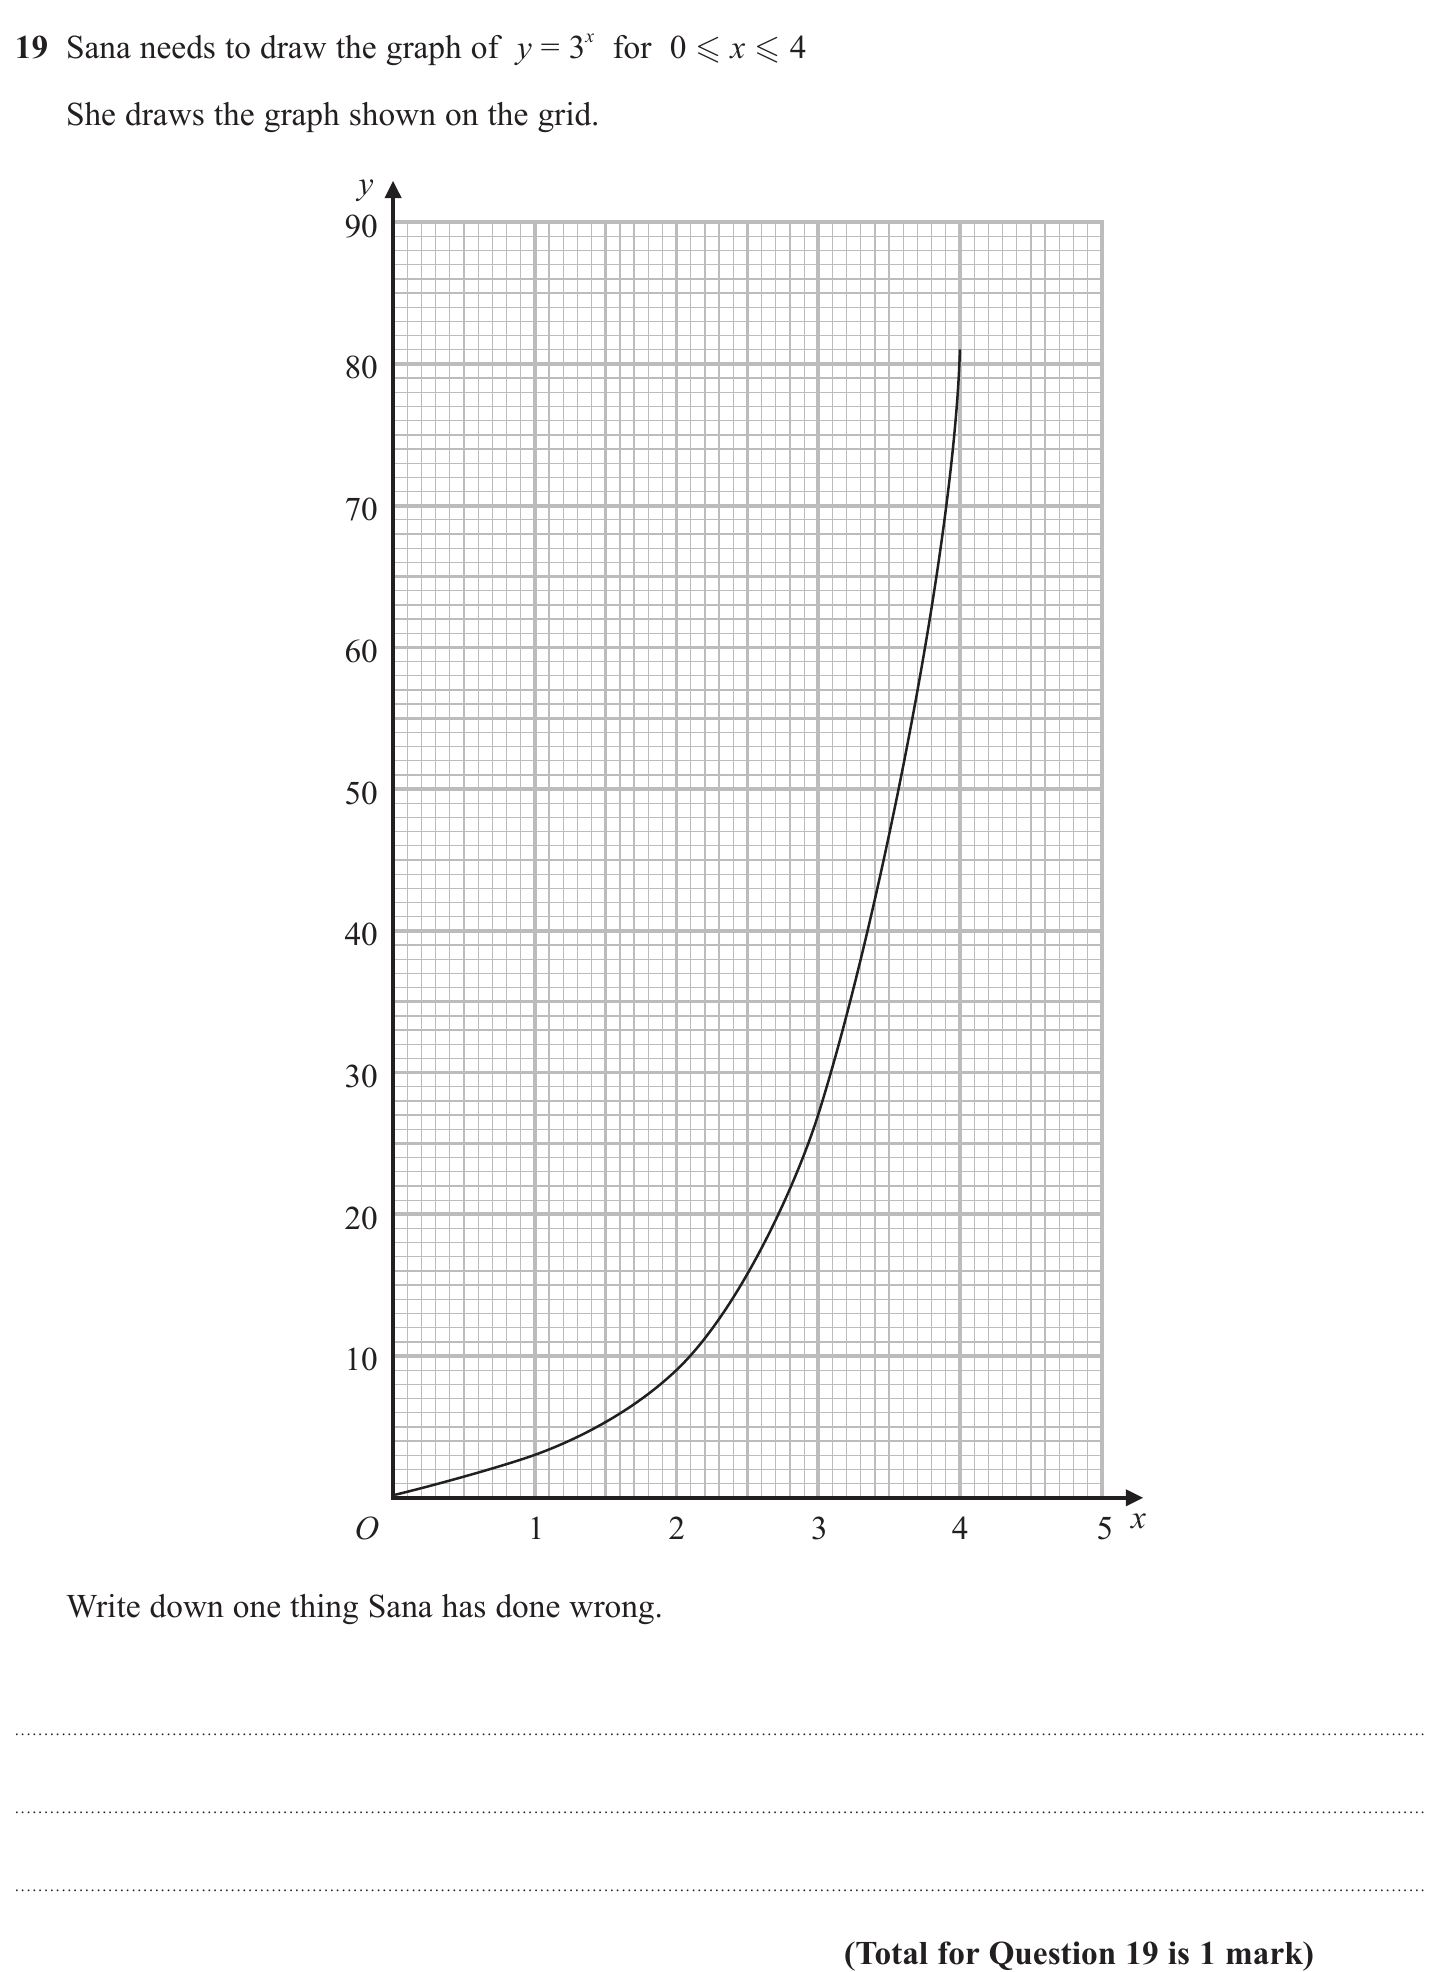 19 Sana needs to draw the graph of y = 3ˣ for 0 ⩽ x ⩽ 4
She draws the graph shown on the grid.
y
90
80
70
60
50
40
30
20
10
O 1 2 3 4 5 x
Write down one thing Sana has done wrong.
(Total for Question 19 is 1 mark)